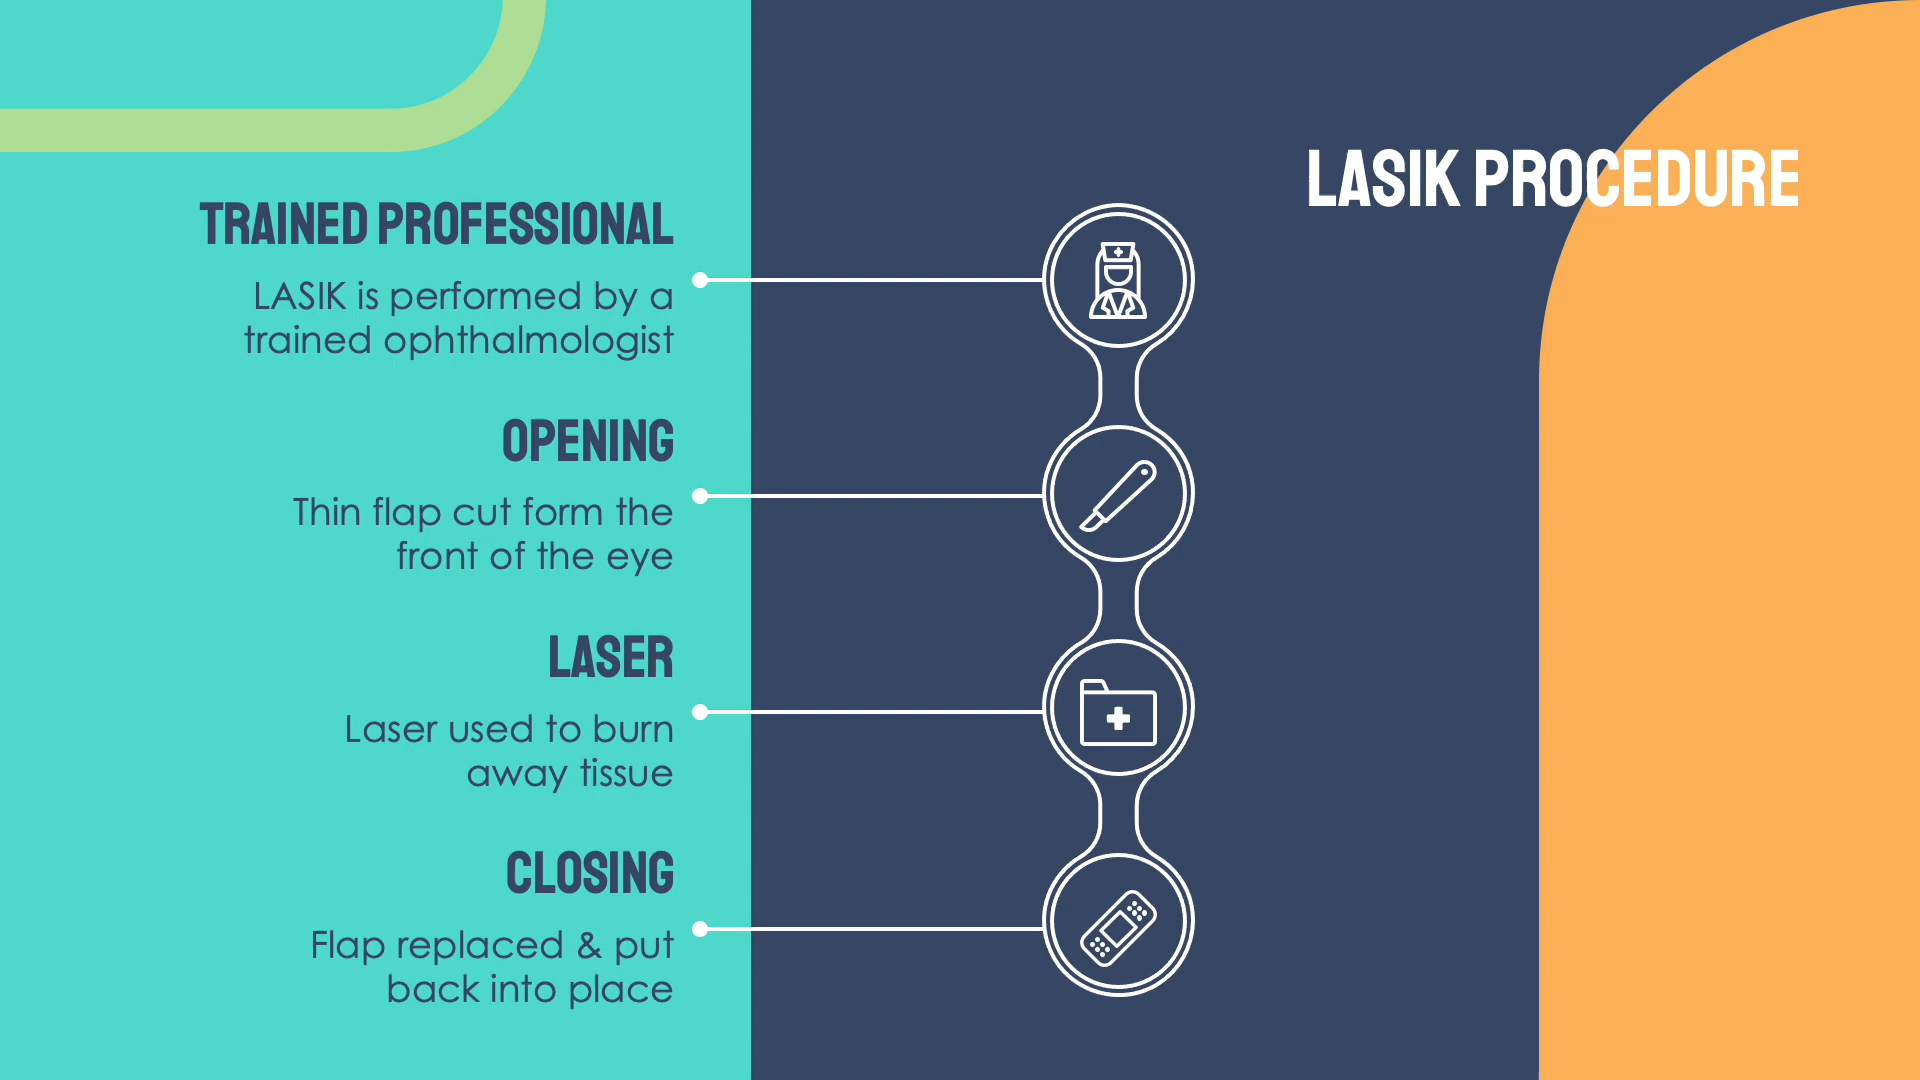 LASIK PROCEDURE
TRAINED PROFESSIONAL
LASIK is performed by a
trained ophthalmologist
OPENING
Thin flap cut form the
front of the eye
LASER
Laser used to burn
away tissue
CLOSING
Flap replaced & put
back into place